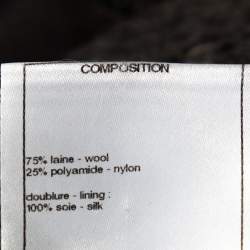 COMPOSITION
75% laine - wool
25% polyamide - nylon
doublure - lining :
100% soie - silk